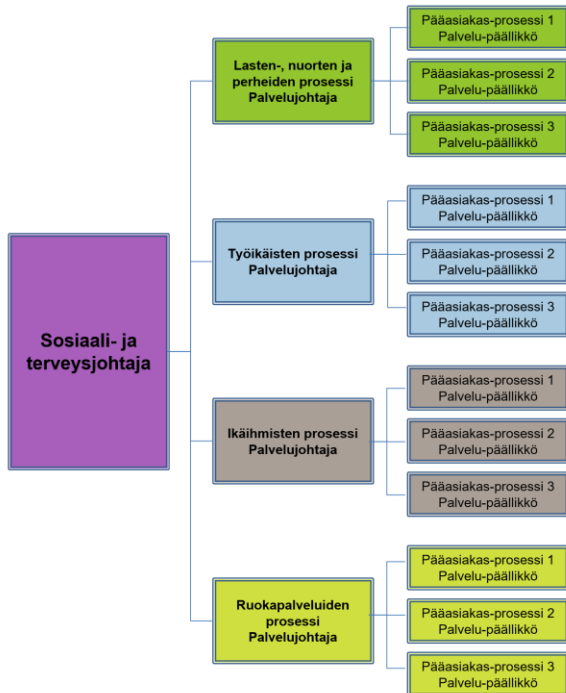 Sosiaali- ja
terveysjohtaja
Lasten-, nuorten ja
perheiden prosessi
Palvelujohtaja
Pääasiakas-prosessi 1
Palvelu-päällikkö
Pääasiakas-prosessi 2
Palvelu-päällikkö
Pääasiakas-prosessi 3
Palvelu-päällikkö
Työikäisten prosessi
Palvelujohtaja
Pääasiakas-prosessi 1
Palvelu-päällikkö
Pääasiakas-prosessi 2
Palvelu-päällikkö
Pääasiakas-prosessi 3
Palvelu-päällikkö
Ikäihmisten prosessi
Palvelujohtaja
Pääasiakas-prosessi 1
Palvelu-päällikkö
Pääasiakas-prosessi 2
Palvelu-päällikkö
Pääasiakas-prosessi 3
Palvelu-päällikkö
Ruokapalveluiden
prosessi
Palvelujohtaja
Pääasiakas-prosessi 1
Palvelu-päällikkö
Pääasiakas-prosessi 2
Palvelu-päällikkö
Pääasiakas-prosessi 3
Palvelu-päällikkö